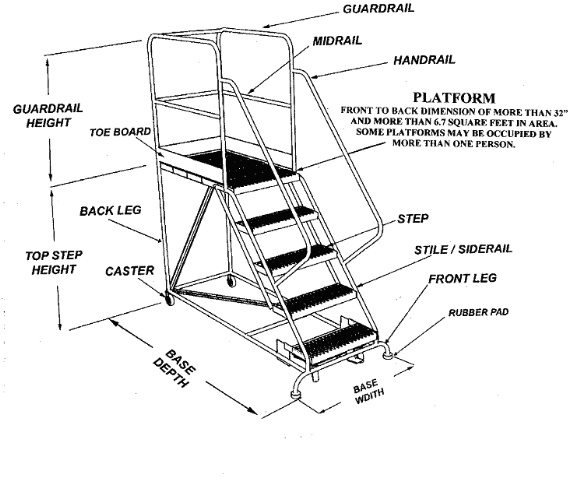 GUARDRAIL
MIDRAIL
HANDRAIL
PLATFORM
FRONT TO BACK DIMENSION OF MORE THAN 32"
AND MORE THAN 6.7 SQUARE FEET IN AREA.
SOME PLATFORMS MAY BE OCCUPIED BY
MORE THAN ONE PERSON.
GUARDRAIL
HEIGHT
TOE BOARD
BACK LEG
STEP
TOP STEP
HEIGHT
STILE / SIDERAIL
CASTER
FRONT LEG
RUBBER PAD
BASE
DEPTH
BASE
WDITH